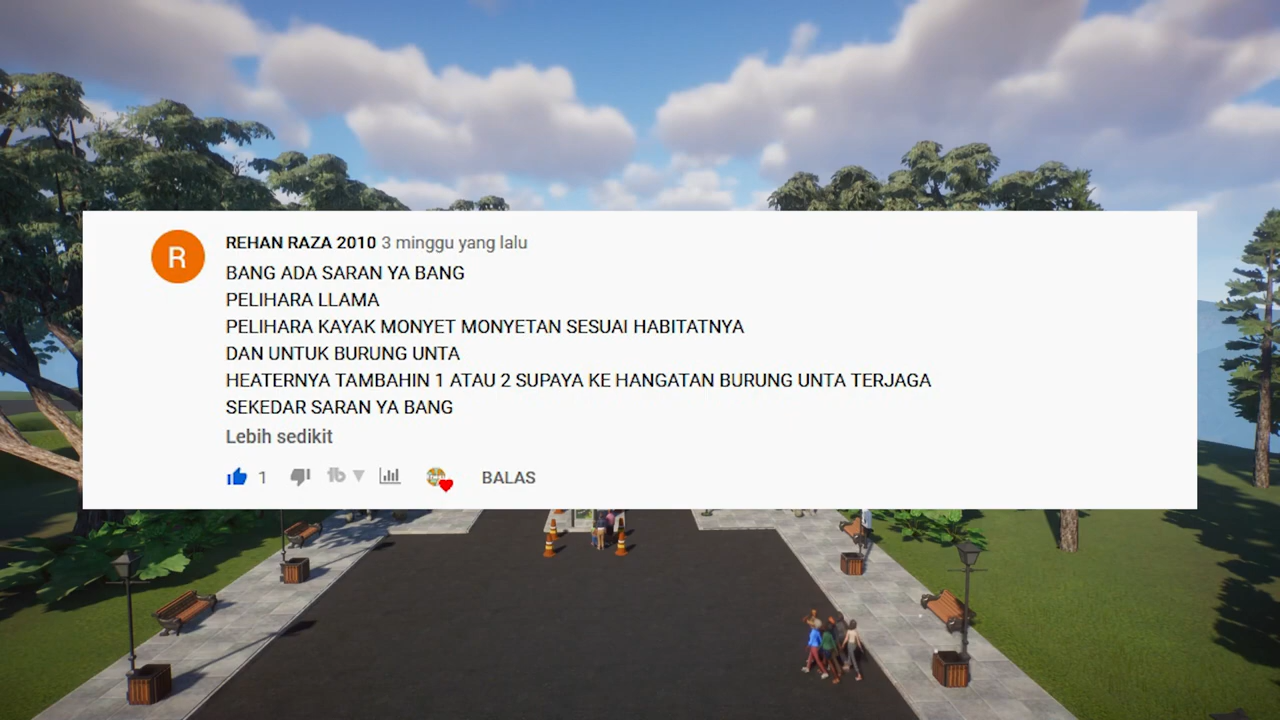 R
REHAN RAZA 2010 3 minggu yang lalu
BANG ADA SARAN YA BANG
PELIHARA LLAMA
PELIHARA KAYAK MONYET MONYETAN SESUAI HABITATNYA
DAN UNTUK BURUNG UNTA
HEATERNYA TAMBAHIN 1 ATAU 2 SUPAYA KE HANGATAN BURUNG UNTA TERJAGA
SEKEDAR SARAN YA BANG
Lebih sedikit
1 tb BALAS